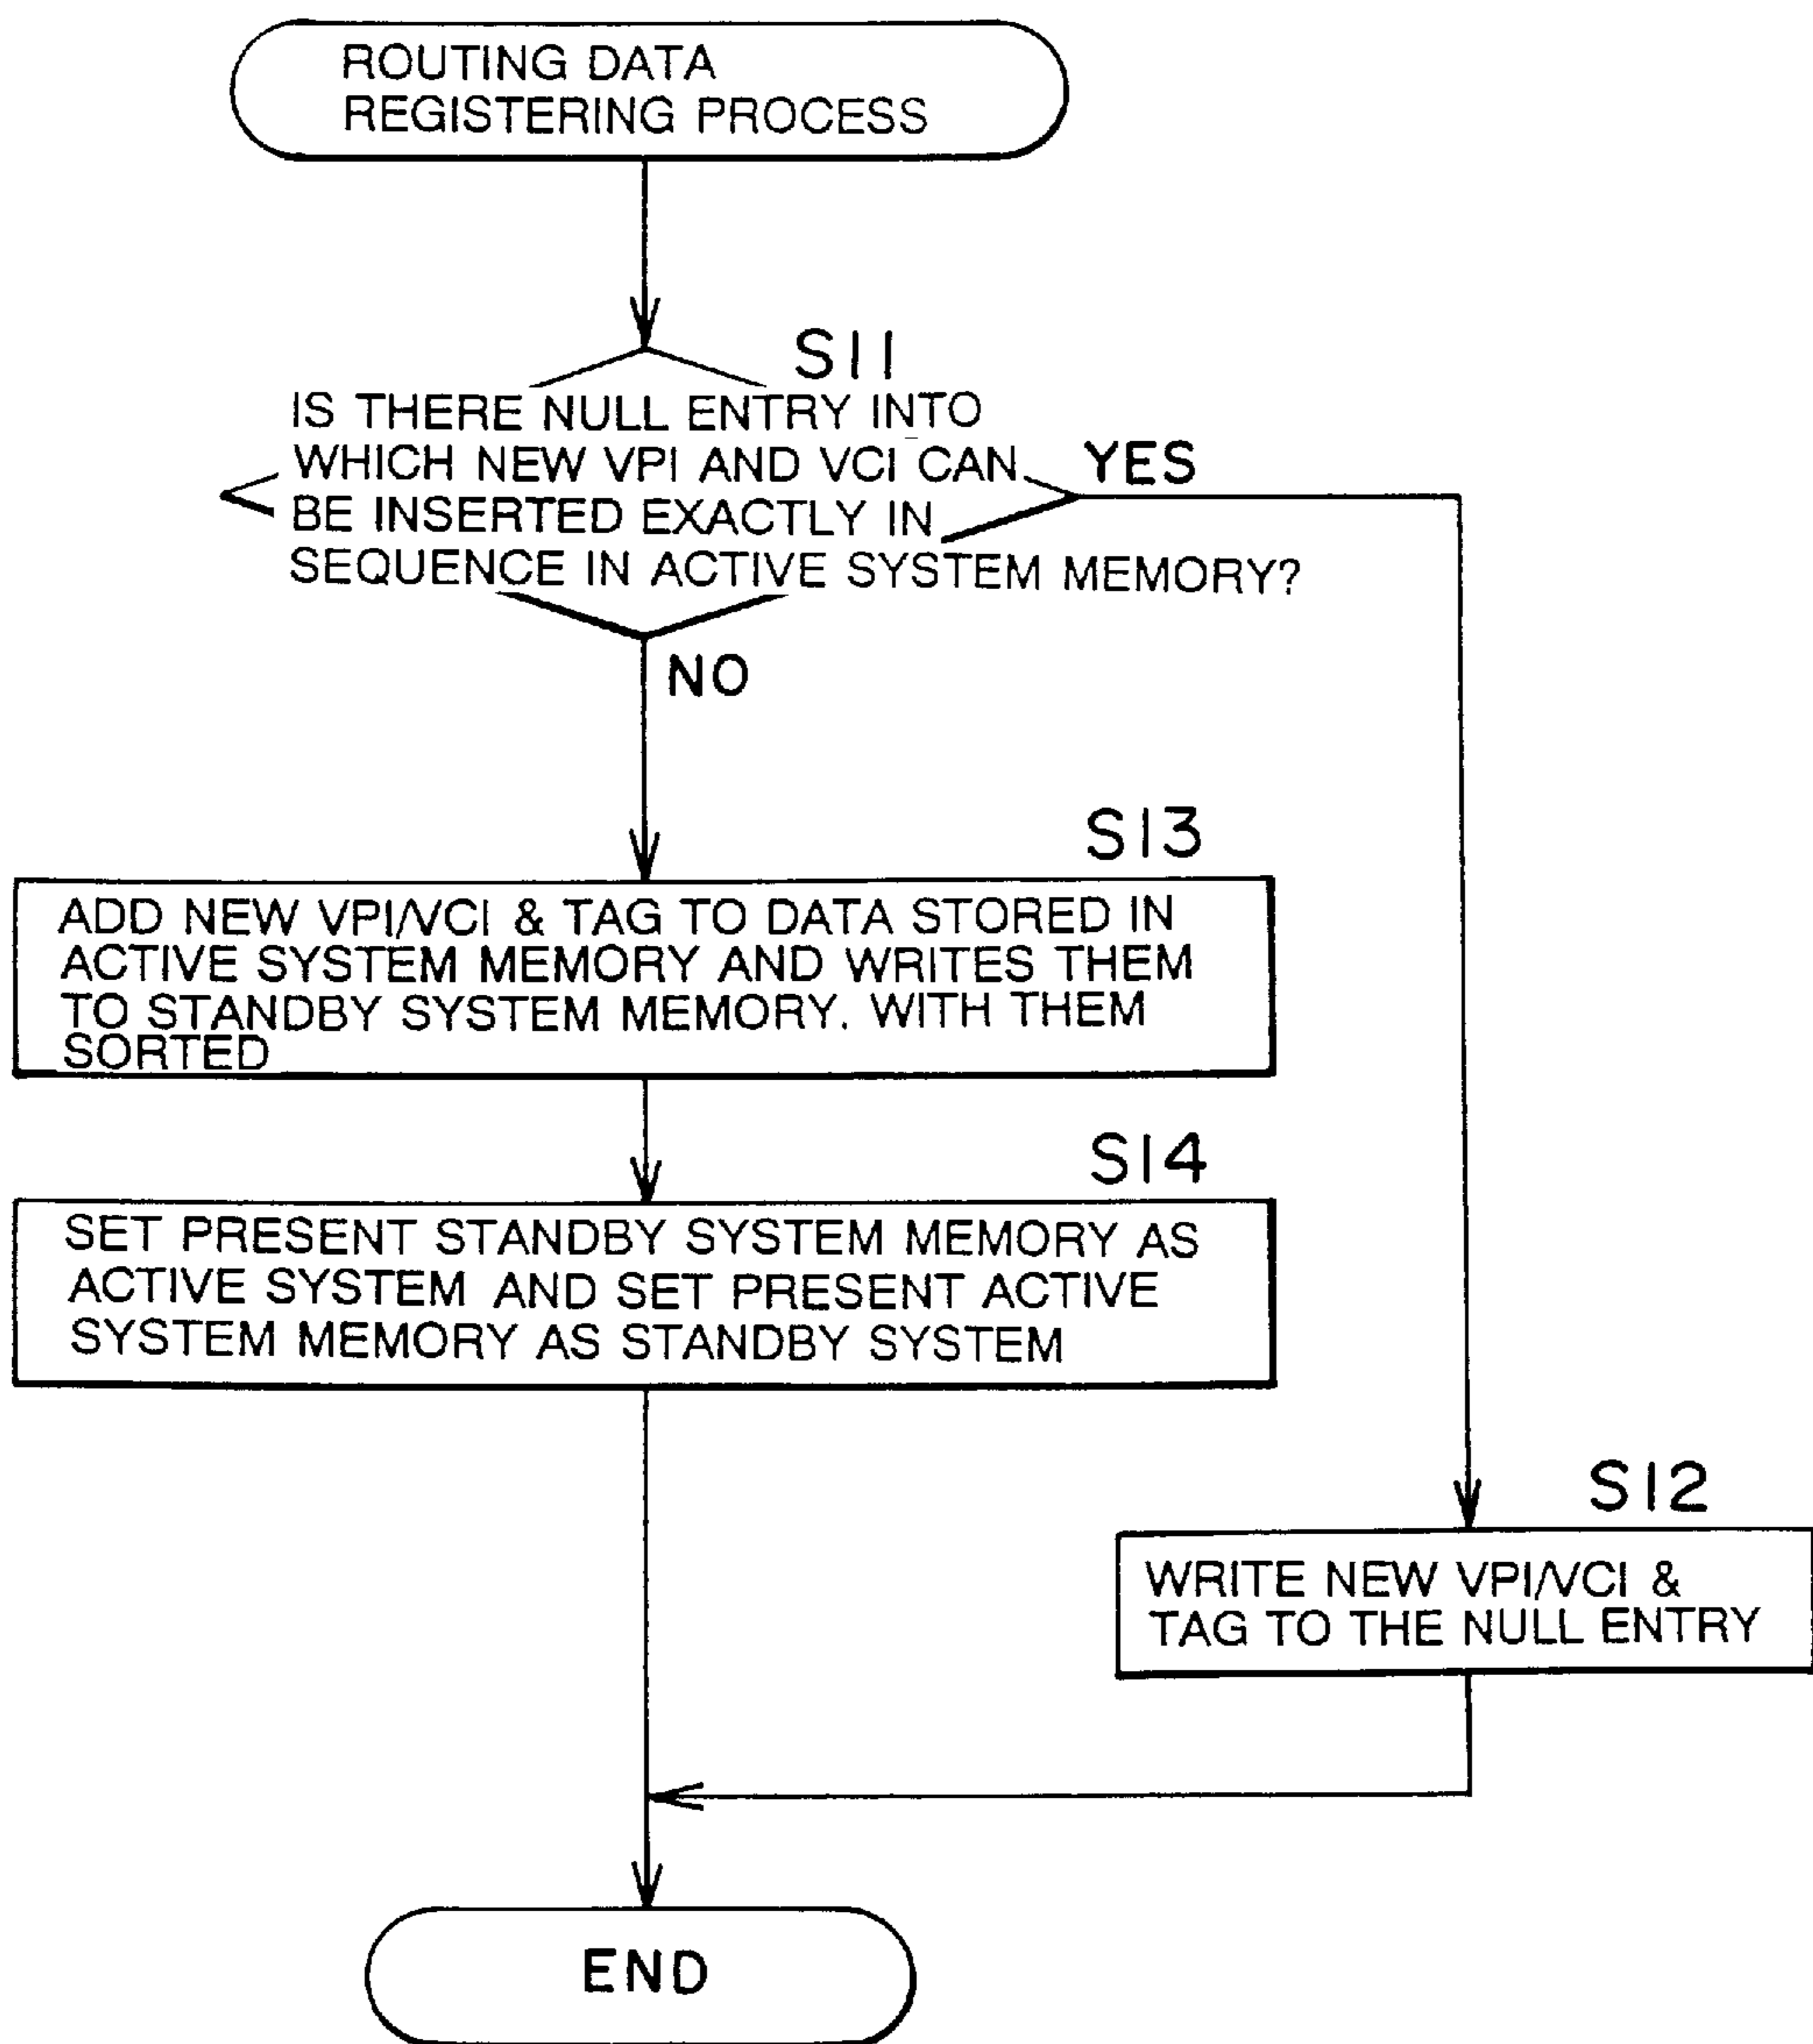 ROUTING DATA
REGISTERING PROCESS
S11
IS THERE NULL ENTRY INTO
WHICH NEW VPI AND VCI CAN
BE INSERTED EXACTLY IN
SEQUENCE IN ACTIVE SYSTEM MEMORY?
YES
NO
S13
ADD NEW VPI/VCI & TAG TO DATA STORED IN
ACTIVE SYSTEM MEMORY AND WRITES THEM
TO STANDBY SYSTEM MEMORY. WITH THEM
SORTED
S14
SET PRESENT STANDBY SYSTEM MEMORY AS
ACTIVE SYSTEM AND SET PRESENT ACTIVE
SYSTEM MEMORY AS STANDBY SYSTEM
S12
WRITE NEW VPI/VCI &
TAG TO THE NULL ENTRY
END